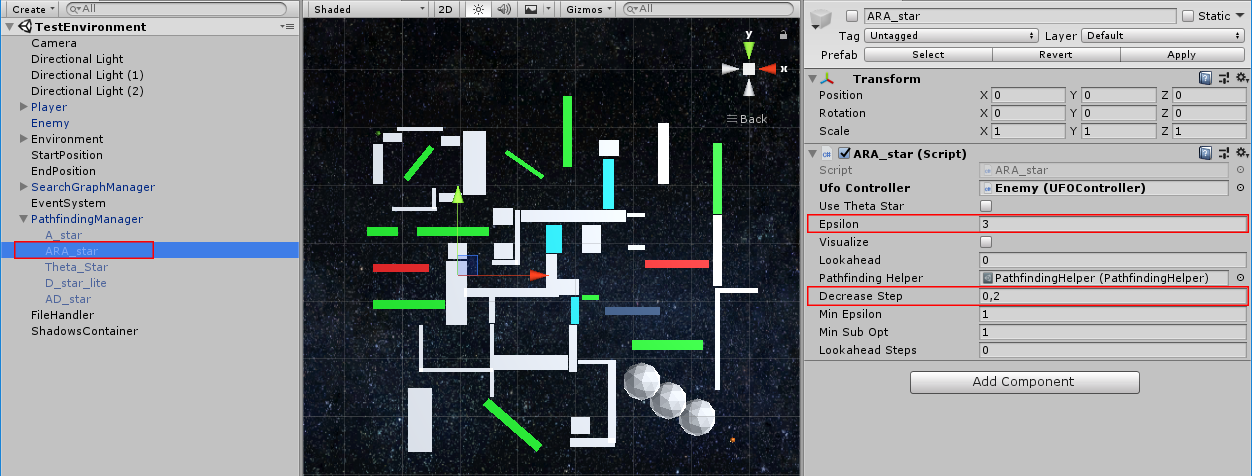 Create
All
TestEnvironment
Camera
Directional Light
Directional Light (1)
Directional Light (2)
Player
Enemy
Environment
StartPosition
EndPosition
SearchGraphManager
EventSystem
PathfindingManager
A_star
ARA_star
Theta_Star
D_star_lite
AD_star
FileHandler
ShadowsContainer
Shaded 2D Gizmos All
y
x
Back
ARA_star Static
Tag Untagged Layer Default
Prefab Select Revert Apply
Transform
Position X 0 Y 0 Z 0
Rotation X 0 Y 0 Z 0
Scale X 1 Y 1 Z 1
ARA_star (Script)
Script ARA_star
Ufo Controller Enemy (UFOController)
Use Theta Star
Epsilon 3
Visualize
Lookahead 0
Pathfinding Helper PathfindingHelper (PathfindingHelper)
Decrease Step 0,2
Min Epsilon 1
Min Sub Opt 1
Lookahead Steps 0
Add Component